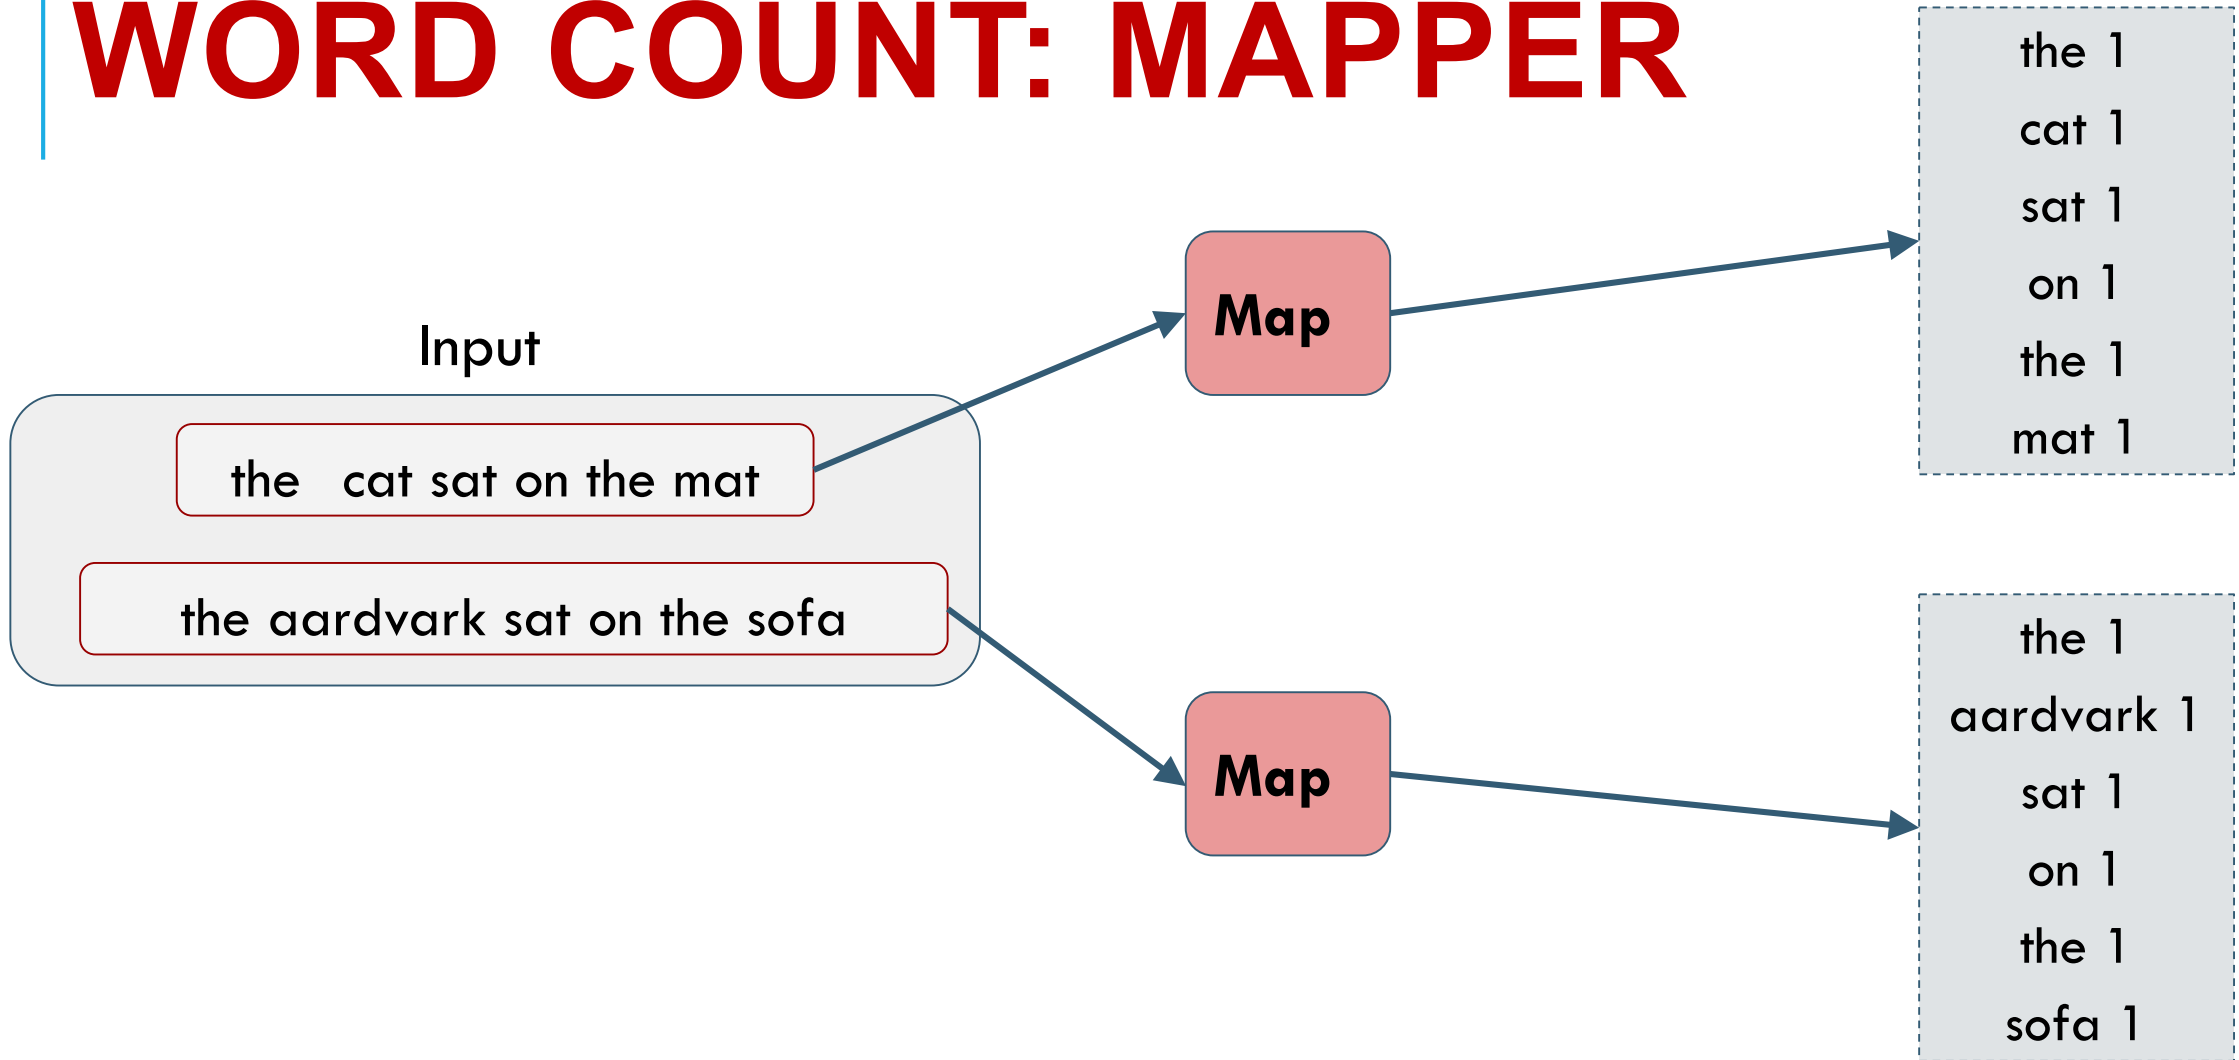 WORD COUNT: MAPPER
Input
the cat sat on the mat
the aardvark sat on the sofa
Map
Map
the 1
cat 1
sat 1
on 1
the 1
mat 1
the 1
aardvark 1
sat 1
on 1
the 1
sofa 1